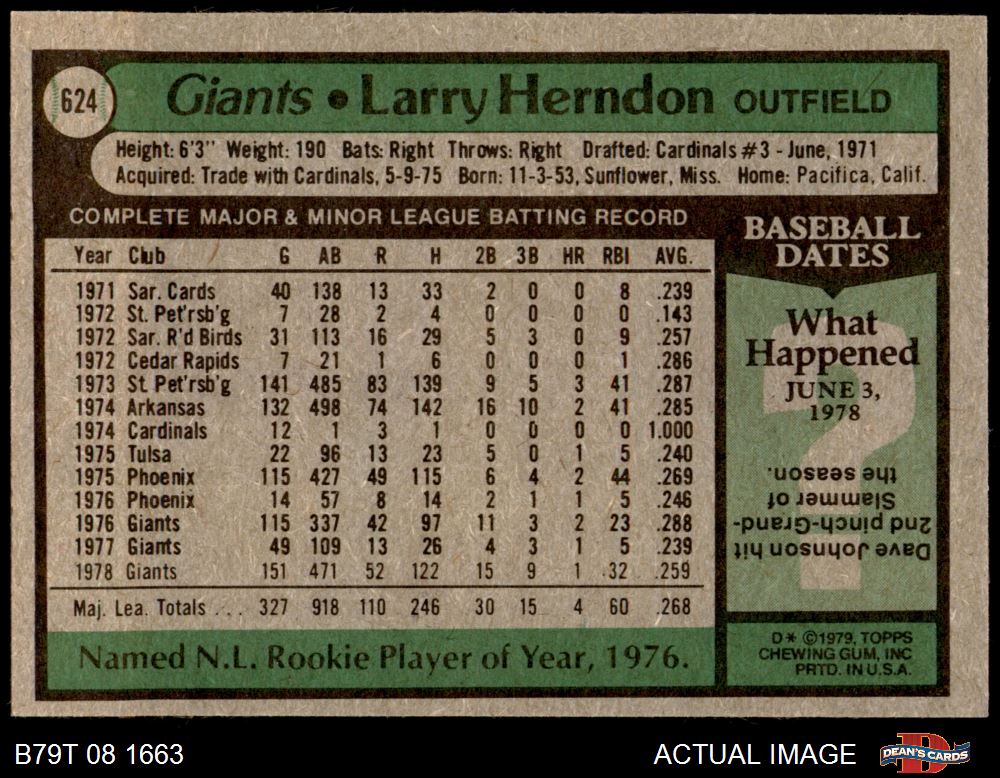 624
Giants • Larry Herndon OUTFIELD
Height: 6'3" Weight: 190 Bats: Right Throws: Right Drafted: Cardinals #3 - June, 1971
Acquired: Trade with Cardinals, 5-9-75 Born: 11-3-53, Sunflower, Miss. Home: Pacifica, Calif.
COMPLETE MAJOR & MINOR LEAGUE BATTING RECORD
Year Club G AB R H 2B 3B HR RBI AVG.
1971 Sar. Cards 40 138 13 33 2 0 0 8 .239
1972 St. Pet'rsb'g 7 28 2 4 0 0 0 0 .143
1972 Sar. R'd Birds 31 113 16 29 5 3 0 9 .257
1972 Cedar Rapids 7 21 1 6 0 0 0 1 .286
1973 St. Pet'rsb'g 141 485 83 139 9 5 3 41 .287
1974 Arkansas 132 498 74 142 16 10 2 41 .285
1974 Cardinals 12 1 3 1 0 0 0 0 1.000
1975 Tulsa 22 96 13 23 5 0 1 5 .240
1975 Phoenix 115 427 49 115 6 4 2 44 .269
1976 Phoenix 14 57 8 14 2 1 1 5 .246
1976 Giants 115 337 42 97 11 3 2 23 .288
1977 Giants 49 109 13 26 4 3 1 5 .239
1978 Giants 151 471 52 122 15 9 1 32 .259
Maj. Lea. Totals ... 327 918 110 246 30 15 4 60 .268
Named N.L. Rookie Player of Year, 1976.
BASEBALL
DATES
What
Happened
JUNE 3,
1978
Dave Johnson hit
2nd pinch-Grand-
Slammer of
the season.
D* ©1979, TOPPS
CHEWING GUM, INC
PRTD. IN U.S.A.
B79T 08 1663
ACTUAL IMAGE
DEAN'S CARDS